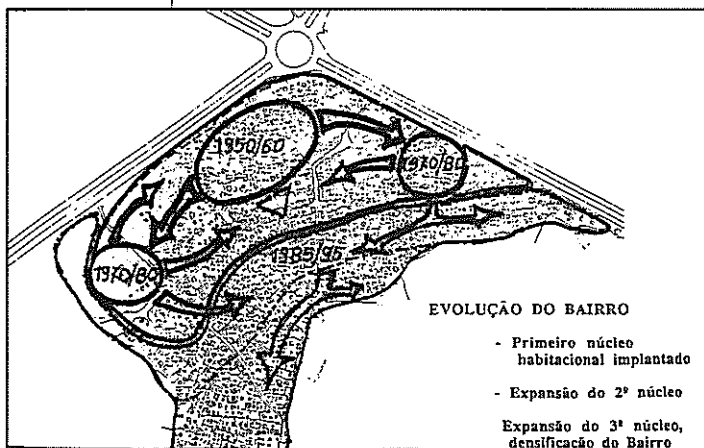 1950/60
1970/80
1970/80
1985/95
EVOLUÇÃO DO BAIRRO
- Primeiro núcleo
habitacional implantado
- Expansão do 2º núcleo
Expansão do 3º núcleo,
densificação do Bairro